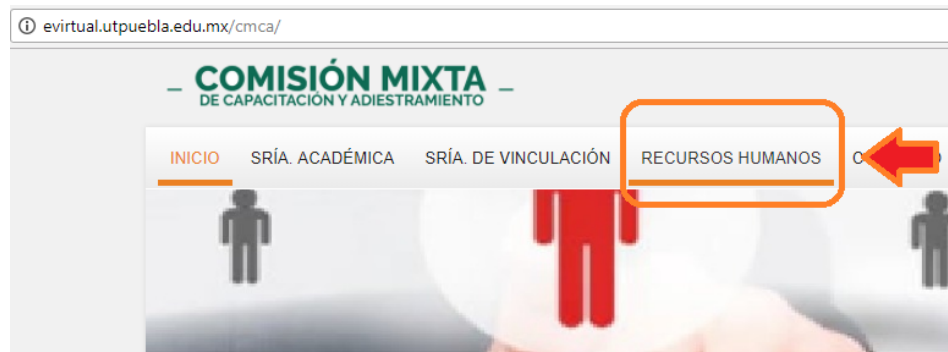 evirtual.utpuebla.edu.mx/cmca/
_ COMISIÓN MIXTA _
DE CAPACITACIÓN Y ADIESTRAMIENTO
INICIO SRÍA. ACADÉMICA SRÍA. DE VINCULACIÓN RECURSOS HUMANOS